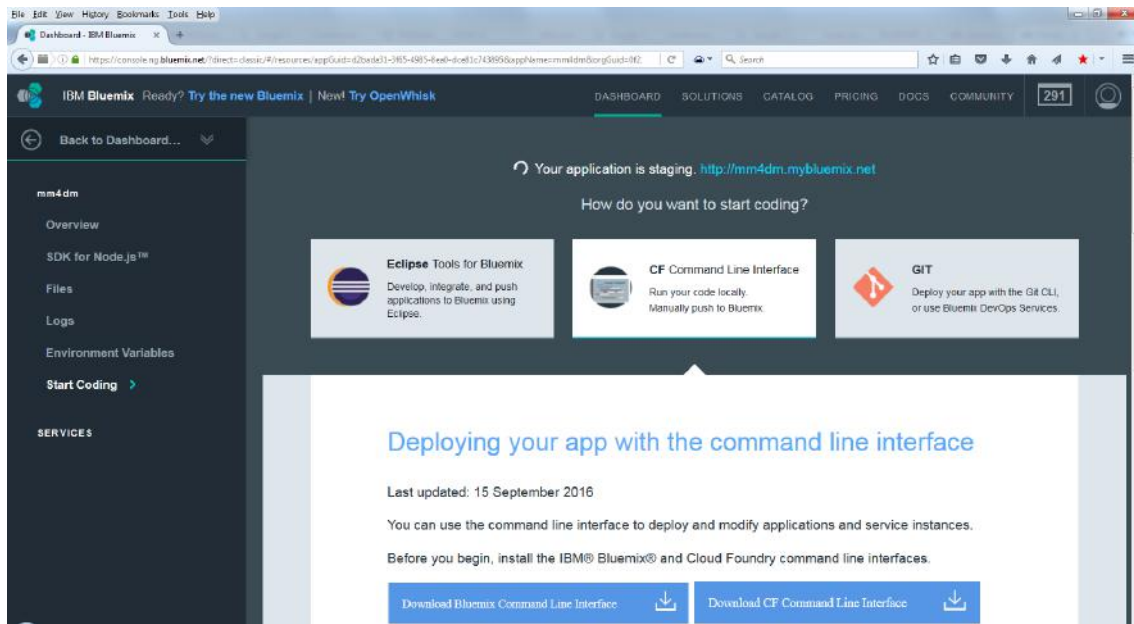 File Edit View History Bookmarks Tools Help
Dashboard - IBM Bluemix × +
Search
IBM Bluemix Ready? Try the new Bluemix | New! Try OpenWhisk
DASHBOARD SOLUTIONS CATALOG PRICING DOCS COMMUNITY 291
Back to Dashboard...
Your application is staging. http://mm4dm.mybluemix.net
How do you want to start coding?
mm4dm
Overview
SDK for Node.js™
Files
Logs
Environment Variables
Start Coding >
SERVICES
Eclipse Tools for Bluemix
Develop, integrate, and push
applications to Bluemix using
Eclipse.
CF Command Line Interface
Run your code locally.
Manually push to Bluemix.
GIT
Deploy your app with the Git CLI,
or use Bluemix DevOps Services.
Deploying your app with the command line interface
Last updated: 15 September 2016
You can use the command line interface to deploy and modify applications and service instances.
Before you begin, install the IBM® Bluemix® and Cloud Foundry command line interfaces.
Download Bluemix Command Line Interface
Download CF Command Line Interface